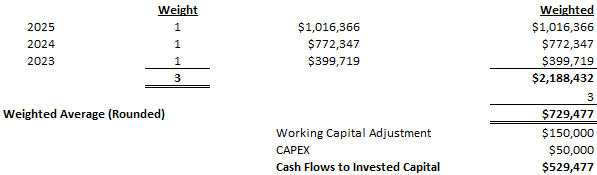 Weight Weighted
2025 1 $1,016,366 $1,016,366
2024 1 $772,347 $772,347
2023 1 $399,719 $399,719
3 $2,188,432
3
Weighted Average (Rounded) $729,477
Working Capital Adjustment $150,000
CAPEX $50,000
Cash Flows to Invested Capital $529,477